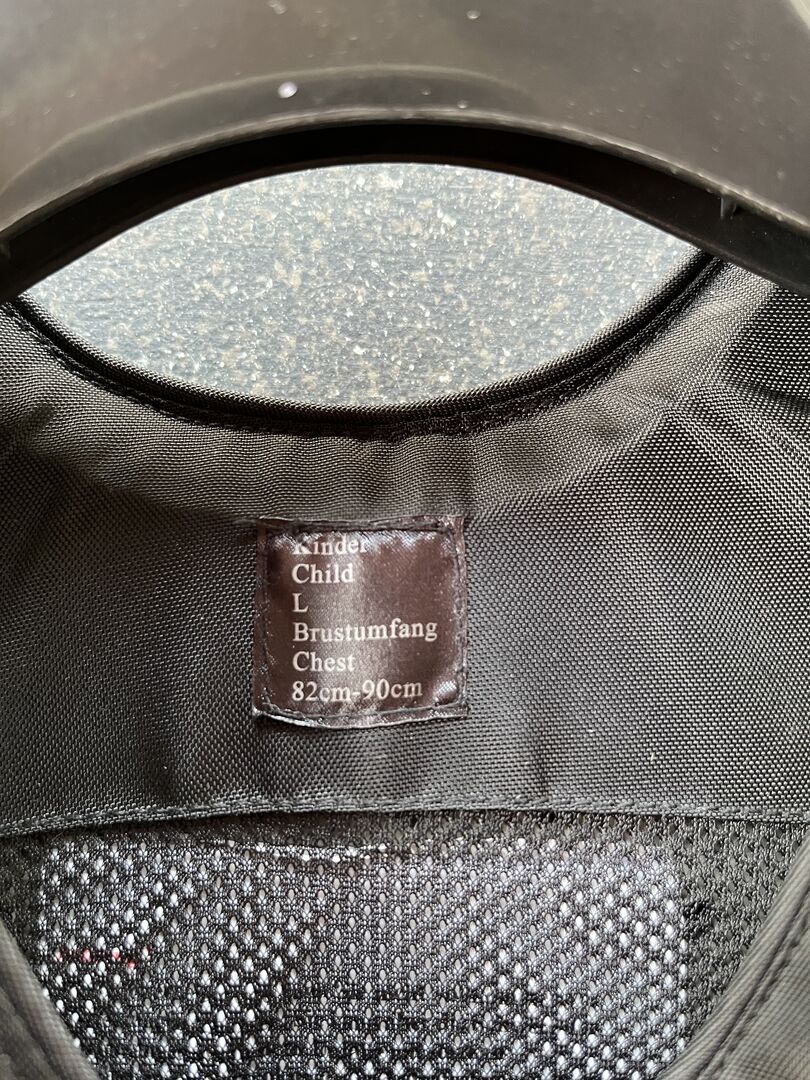 Kinder
Child
L
Brustumfang
Chest
82cm-90cm